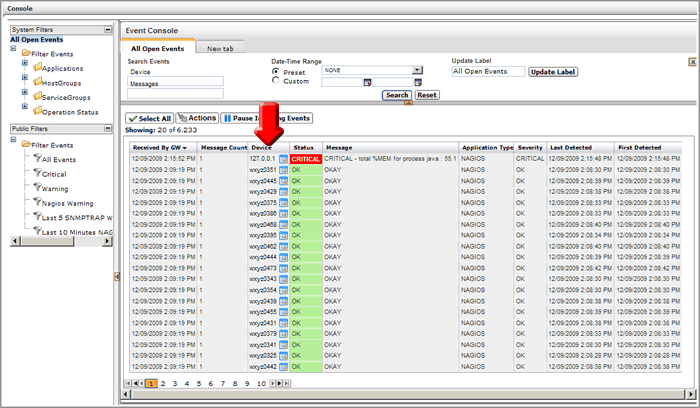 Console
System Filters
All Open Events
Filter Events
Applications
HostGroups
ServiceGroups
Operation Status
Public Filters
Filter Events
All Events
Critical
Warning
Nagios Warning
Last 5 SNMPTRAP W
Last 10 Minutes NAG
Event Console
All Open Events New tab
Search Events Date-Time Range Update Label
Device Preset NONE All Open Events Update Label
Messages Custom
Search Reset
Select All Actions Pause In ng Events
Showing: 20 of 6,233
Received By GW Message Count Device Status Message Application Type Severity Last Detected First Detected
12/09/2009 2:15:52 PM 1 127.0.0.1 CRITICAL CRITICAL - total %MEM for process java : 55.1 NAGIOS CRITICAL 12/09/2009 2:15:48 PM 12/09/2009 2:15:48 PM
12/09/2009 2:09:19 PM 1 wxyz0351 OK OKAY NAGIOS OK 12/09/2009 2:08:30 PM 12/09/2009 2:08:30 PM
12/09/2009 2:09:19 PM 1 wxyz0445 OK OKAY NAGIOS OK 12/09/2009 2:08:39 PM 12/09/2009 2:08:39 PM
12/09/2009 2:09:19 PM 1 wxyz0429 OK OKAY NAGIOS OK 12/09/2009 2:08:38 PM 12/09/2009 2:08:38 PM
12/09/2009 2:09:19 PM 1 wxyz0375 OK OKAY NAGIOS OK 12/09/2009 2:08:33 PM 12/09/2009 2:08:33 PM
12/09/2009 2:09:19 PM 1 wxyz0386 OK OKAY NAGIOS OK 12/09/2009 2:08:33 PM 12/09/2009 2:08:33 PM
12/09/2009 2:09:19 PM 1 wxyz0468 OK OKAY NAGIOS OK 12/09/2009 2:08:40 PM 12/09/2009 2:08:40 PM
12/09/2009 2:09:19 PM 1 wxyz0395 OK OKAY NAGIOS OK 12/09/2009 2:08:34 PM 12/09/2009 2:08:34 PM
12/09/2009 2:09:19 PM 1 wxyz0462 OK OKAY NAGIOS OK 12/09/2009 2:08:40 PM 12/09/2009 2:08:40 PM
12/09/2009 2:09:19 PM 1 wxyz0444 OK OKAY NAGIOS OK 12/09/2009 2:08:39 PM 12/09/2009 2:08:39 PM
12/09/2009 2:09:19 PM 1 wxyz0473 OK OKAY NAGIOS OK 12/09/2009 2:08:42 PM 12/09/2009 2:08:42 PM
12/09/2009 2:09:19 PM 1 wxyz0343 OK OKAY NAGIOS OK 12/09/2009 2:08:30 PM 12/09/2009 2:08:30 PM
12/09/2009 2:09:19 PM 1 wxyz0354 OK OKAY NAGIOS OK 12/09/2009 2:08:30 PM 12/09/2009 2:08:30 PM
12/09/2009 2:09:19 PM 1 wxyz0439 OK OKAY NAGIOS OK 12/09/2009 2:08:38 PM 12/09/2009 2:08:38 PM
12/09/2009 2:09:19 PM 1 wxyz0455 OK OKAY NAGIOS OK 12/09/2009 2:08:39 PM 12/09/2009 2:08:39 PM
12/09/2009 2:09:19 PM 1 wxyz0431 OK OKAY NAGIOS OK 12/09/2009 2:08:38 PM 12/09/2009 2:08:38 PM
12/09/2009 2:09:19 PM 1 wxyz0379 OK OKAY NAGIOS OK 12/09/2009 2:08:33 PM 12/09/2009 2:08:33 PM
12/09/2009 2:09:19 PM 1 wxyz0341 OK OKAY NAGIOS OK 12/09/2009 2:08:30 PM 12/09/2009 2:08:30 PM
12/09/2009 2:09:19 PM 1 wxyz0325 OK OKAY NAGIOS OK 12/09/2009 2:08:28 PM 12/09/2009 2:08:28 PM
12/09/2009 2:09:19 PM 1 wxyz0442 OK OKAY NAGIOS OK 12/09/2009 2:08:38 PM 12/09/2009 2:08:38 PM
1 2 3 4 5 6 7 8 9 10